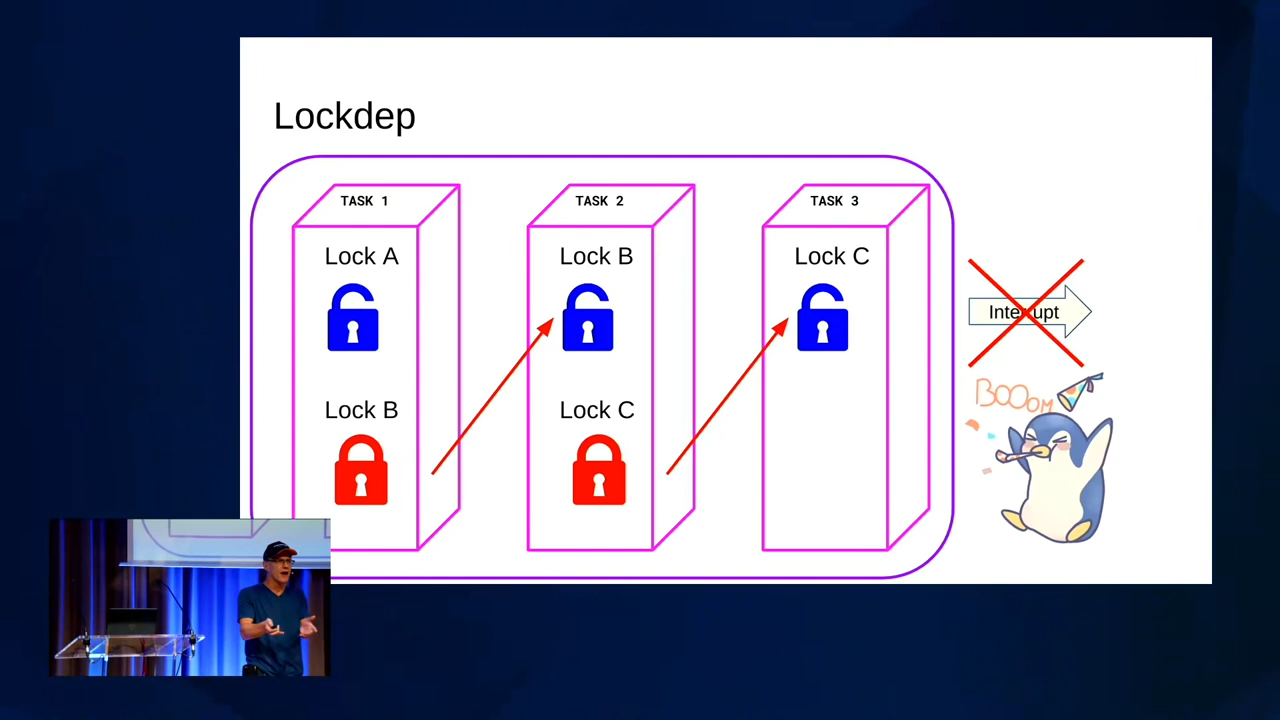 Lockdep
TASK 1
TASK 2
TASK 3
Lock A
Lock B
Lock C
Interrupt
BOOom
Lock B
Lock C